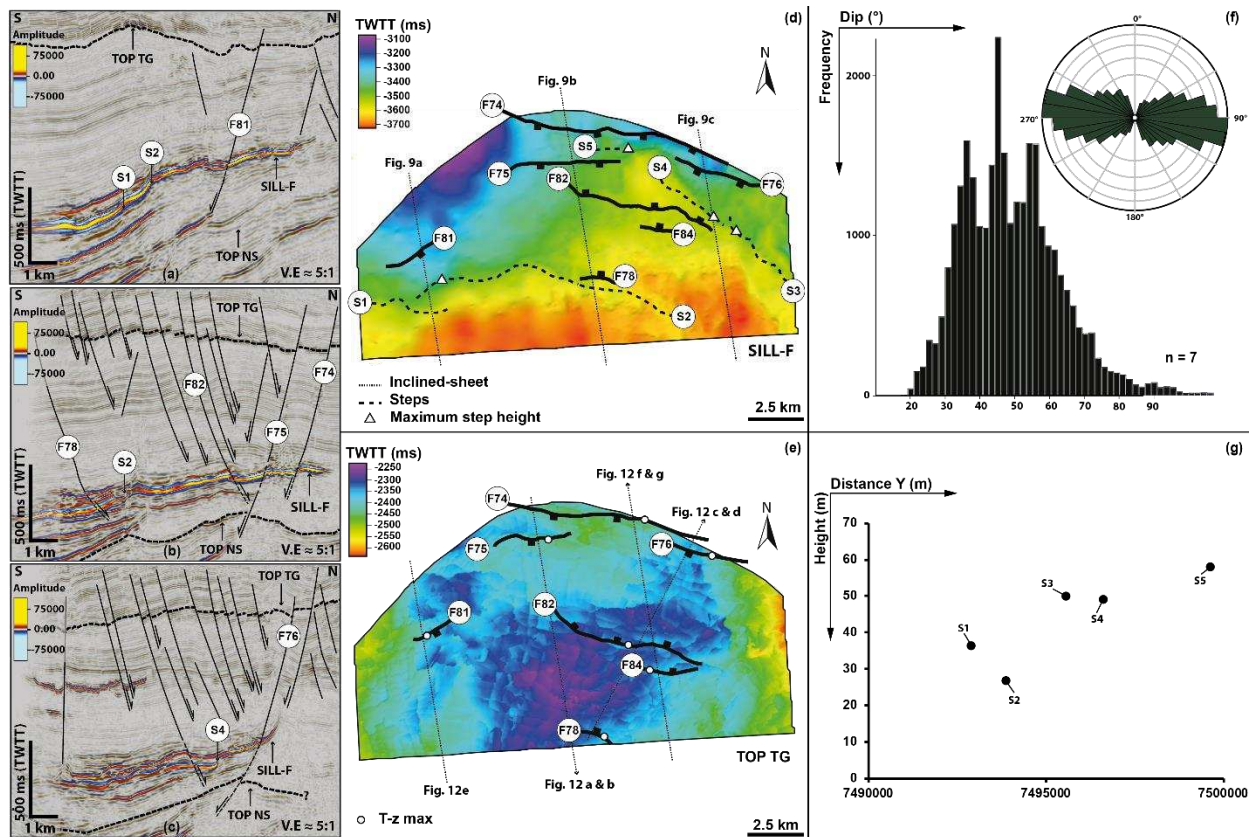 S
N
Amplitude
75000
0.00
-75000
TOP TG
F81
S2
S1
SILL-F
TOP NS
500 ms (TWTT)
1 km
(a)
V.E ≈ 5:1
S
N
Amplitude
75000
0.00
-75000
TOP TG
F74
F82
F75
F78
S2
SILL-F
TOP NS
500 ms (TWTT)
1 km
(b)
V.E ≈ 5:1
S
N
Amplitude
75000
0.00
-75000
TOP TG
F76
S4
SILL-F
TOP NS
?
500 ms (TWTT)
1 km
(c)
V.E ≈ 5:1
(d)
TWTT (ms)
-3100
-3200
-3300
-3400
-3500
-3600
-3700
N
Fig. 9b
F74
Fig. 9c
Fig. 9a
S5
S4
F75
F82
F76
F81
F84
F78
S1
S3
S2
SILL-F
Inclined-sheet
Steps
Maximum step height
2.5 km
(e)
TWTT (ms)
-2250
-2300
-2350
-2400
-2450
-2500
-2550
-2600
Fig. 12 f & g
N
F74
Fig. 12 c & d
F75
F76
F81
F82
F84
F78
TOP TG
Fig. 12e
Fig. 12 a & b
T-z max
2.5 km
Dip (°)
(f)
Frequency
2000
1000
0
0°
270°
90°
180°
n = 7
20 30 40 50 60 70 80 90
(g)
Distance Y (m)
Height (m)
70
60
50
40
30
20
10
0
S5
S3
S4
S1
S2
7490000 7495000 7500000